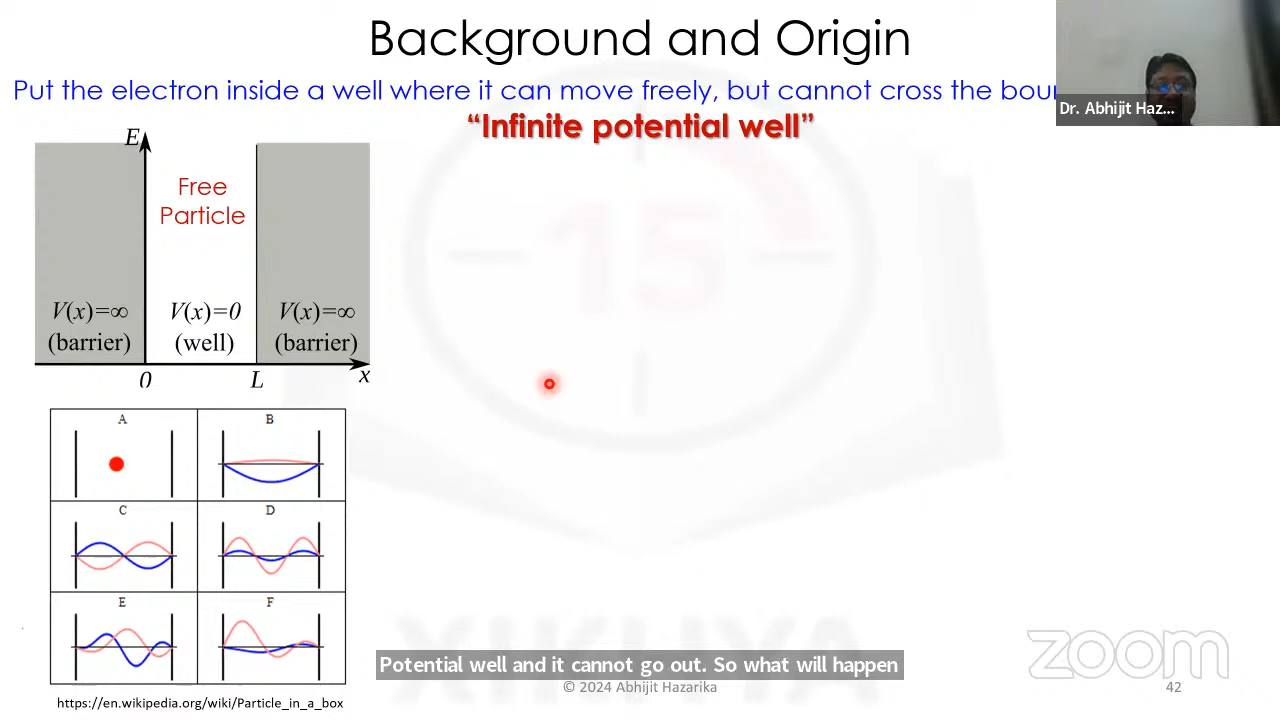 Background and Origin
Put the electron inside a well where it can move freely, but cannot cross the bou
Dr. Abhijit Haz...
"Infinite potential well"
E
Free
Particle
V(x)=∞ V(x)=0 V(x)=∞
(barrier) (well) (barrier)
0 L x
15
A B
C D
E F
XIKHYA
zoom
Potential well and it cannot go out. So what will happen
© 2024 Abhijit Hazarika
42
https://en.wikipedia.org/wiki/Particle_in_a_box